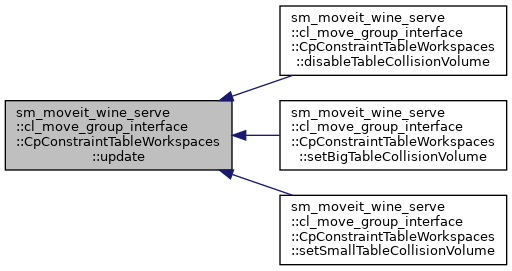 sm_moveit_wine_serve
::cl_move_group_interface
::CpConstraintTableWorkspaces
::update
sm_moveit_wine_serve
::cl_move_group_interface
::CpConstraintTableWorkspaces
::disableTableCollisionVolume
sm_moveit_wine_serve
::cl_move_group_interface
::CpConstraintTableWorkspaces
::setBigTableCollisionVolume
sm_moveit_wine_serve
::cl_move_group_interface
::CpConstraintTableWorkspaces
::setSmallTableCollisionVolume